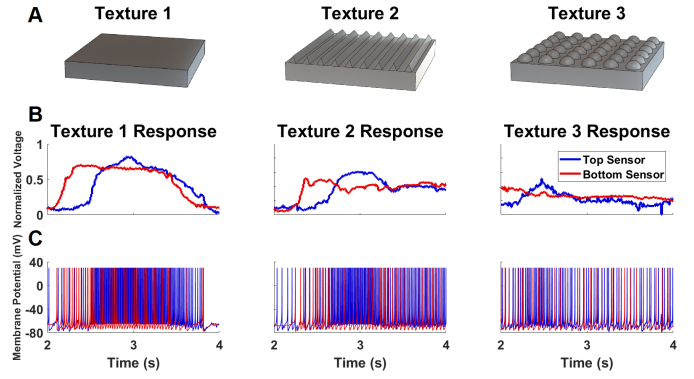 A
Texture 1 Texture 2 Texture 3
B
Texture 1 Response Texture 2 Response Texture 3 Response
Normalized Voltage
1
0.5
0
Top Sensor
Bottom Sensor
C
Membrane Potential (mV)
40
0
-40
-80
2 3 4 2 3 4 2 3 4
Time (s) Time (s) Time (s)